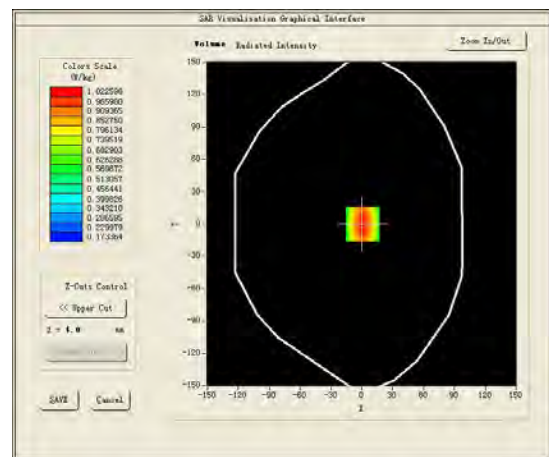 SAR Visualisation Graphical Interface
Volume Radiated Intensity
Zoom In/Out
Colors Scale
(W/kg)
1.022596
0.965980
0.909365
0.852750
0.796134
0.739519
0.682903
0.626288
0.569672
0.513057
0.456441
0.399826
0.343210
0.286595
0.229979
0.173364
150
120
90
60
30
0
-30
-60
-90
-120
-150
-150 -120 -90 -60 -30 0 30 60 90 120 150
X
Z-Cuts Control
<< Upper Cut
Z = 4.0 mm
SAVE Cancel